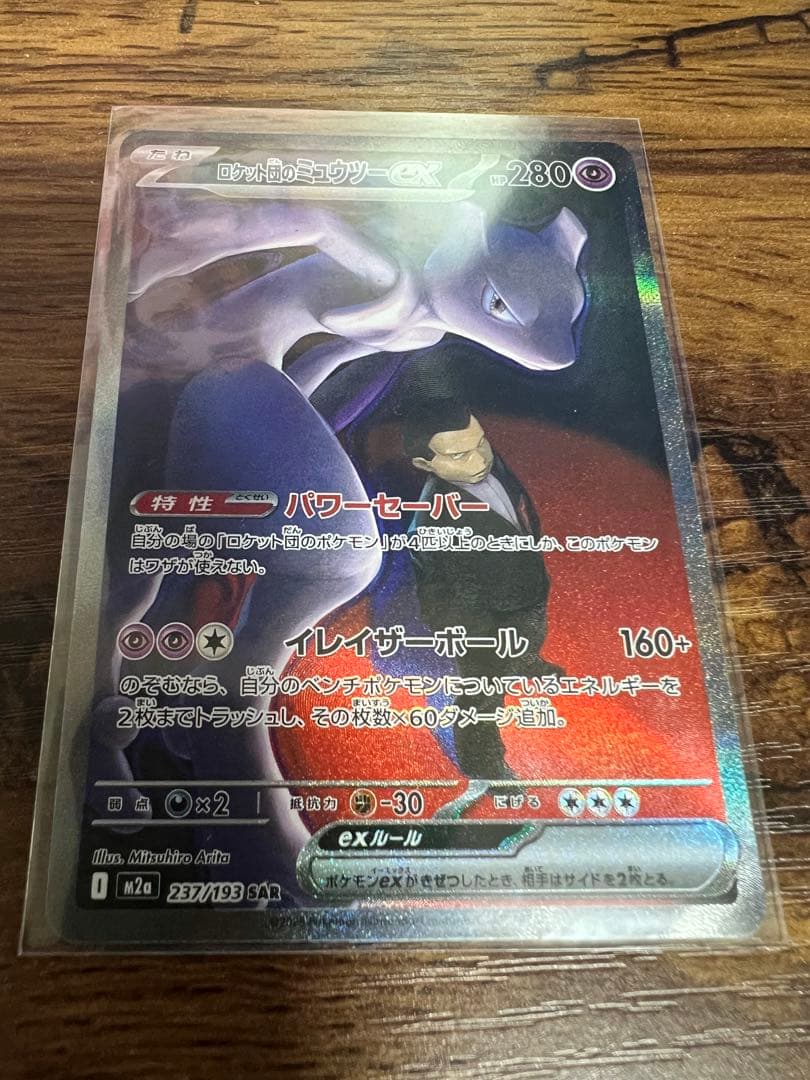 たね
ロケット団のミュウツーex HP280
特性 とくせい パワーセーバー
自分の場の「ロケット団のポケモン」が4匹以上のときにしか、このポケモン
はワザが使えない。
イレイザーボール 160+
のぞむなら、自分のベンチポケモンについているエネルギーを
2枚までトラッシュし、その枚数×60ダメージ追加。
弱点 ×2 抵抗力 -30 にげる
exルール
ポケモンexがきぜつしたとき、相手はサイドを2枚とる。
Illus. Mitsuhiro Arita
I M2a 237/193 SAR